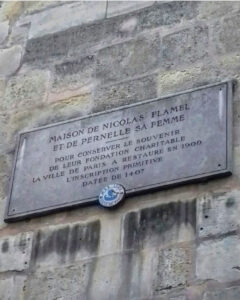 MAISON DE NICOLAS FLAMEL
ET DE PERNELLE SA FEMME
POUR CONSERVER LE SOUVENIR
DE LEUR FONDATION CHARITABLE
LA VILLE DE PARIS A RESTAURÉ EN 1900
L'INSCRIPTION PRIMITIVE
DATÉE DE 1407